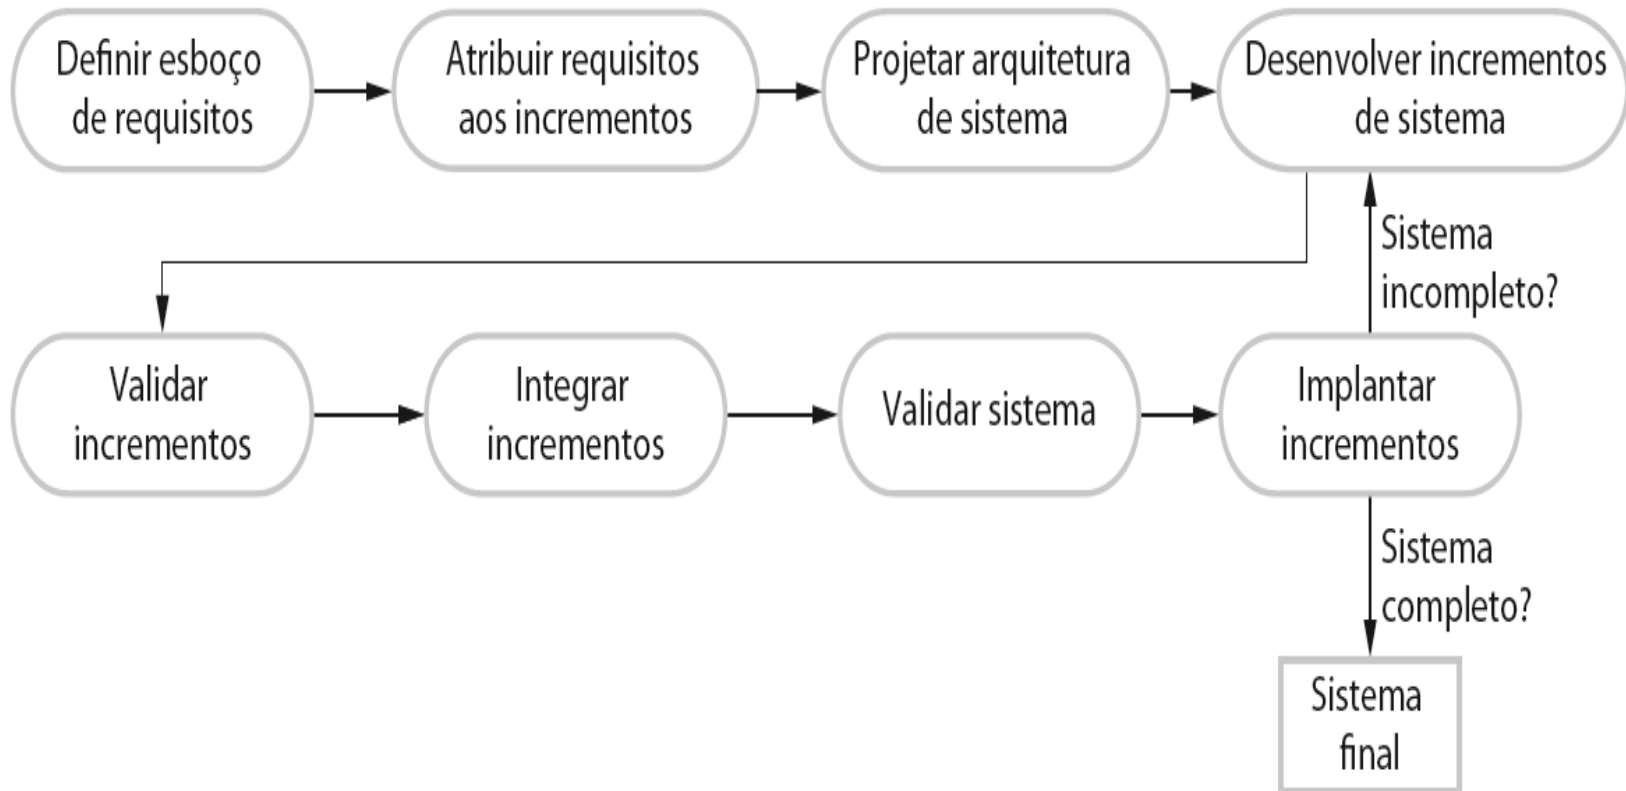 Definir esboço
de requisitos
Atribuir requisitos
aos incrementos
Projetar arquitetura
de sistema
Desenvolver incrementos
de sistema
Sistema
incompleto?
Validar
incrementos
Integrar
incrementos
Validar sistema
Implantar
incrementos
Sistema
completo?
Sistema
final